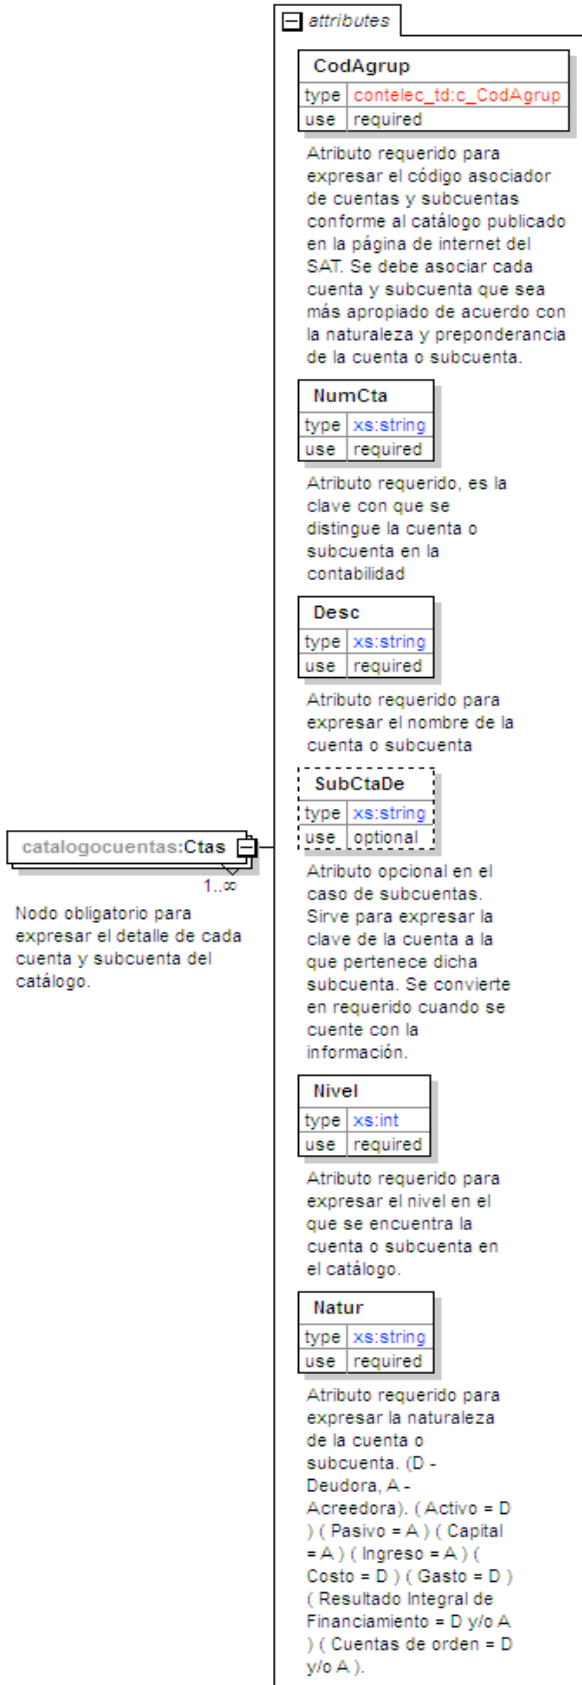 attributes
CodAgrup
type contelec_td:c_CodAgrup
use required
Atributo requerido para
expresar el código asociador
de cuentas y subcuentas
conforme al catálogo publicado
en la página de internet del
SAT. Se debe asociar cada
cuenta y subcuenta que sea
más apropiado de acuerdo con
la naturaleza y preponderancia
de la cuenta o subcuenta.
NumCta
type xs:string
use required
Atributo requerido, es la
clave con que se
distingue la cuenta o
subcuenta en la
contabilidad
Desc
type xs:string
use required
Atributo requerido para
expresar el nombre de la
cuenta o subcuenta
SubCtaDe
type xs:string
use optional
Atributo opcional en el
caso de subcuentas.
Sirve para expresar la
clave de la cuenta a la
que pertenece dicha
subcuenta. Se convierte
en requerido cuando se
cuente con la
información.
catalogocuentas:Ctas
1..∞
Nodo obligatorio para
expresar el detalle de cada
cuenta y subcuenta del
catálogo.
Nivel
type xs:int
use required
Atributo requerido para
expresar el nivel en el
que se encuentra la
cuenta o subcuenta en
el catálogo.
Natur
type xs:string
use required
Atributo requerido para
expresar la naturaleza
de la cuenta o
subcuenta. (D -
Deudora, A -
Acreedora). ( Activo = D
) ( Pasivo = A ) ( Capital
= A ) ( Ingreso = A ) (
Costo = D ) ( Gasto = D )
( Resultado Integral de
Financiamiento = D y/o A
) ( Cuentas de orden = D
y/o A ).